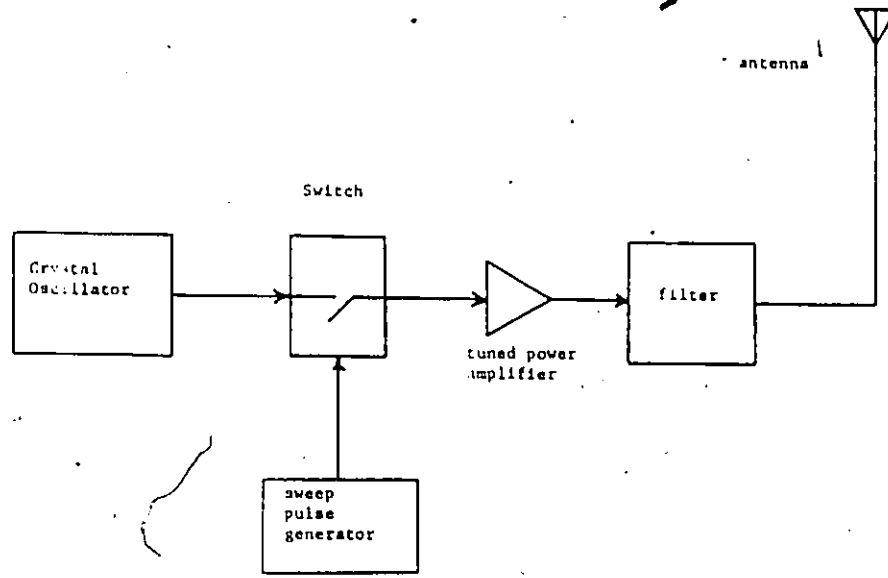 antenna
Switch
Crystal
Oscillator
filter
tuned power
amplifier
sweep
pulse
generator